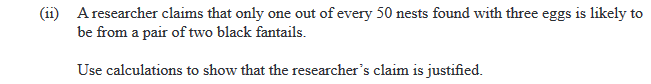 (ii) A researcher claims that only one out of every 50 nests found with three eggs is likely to
be from a pair of two black fantails.
Use calculations to show that the researcher's claim is justified.